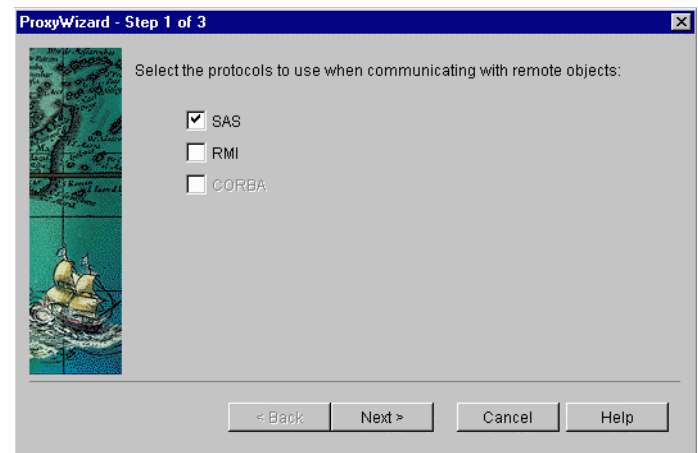 ProxyWizard - Step 1 of 3
Select the protocols to use when communicating with remote objects:
SAS
RMI
CORBA
< Back
Next >
Cancel
Help